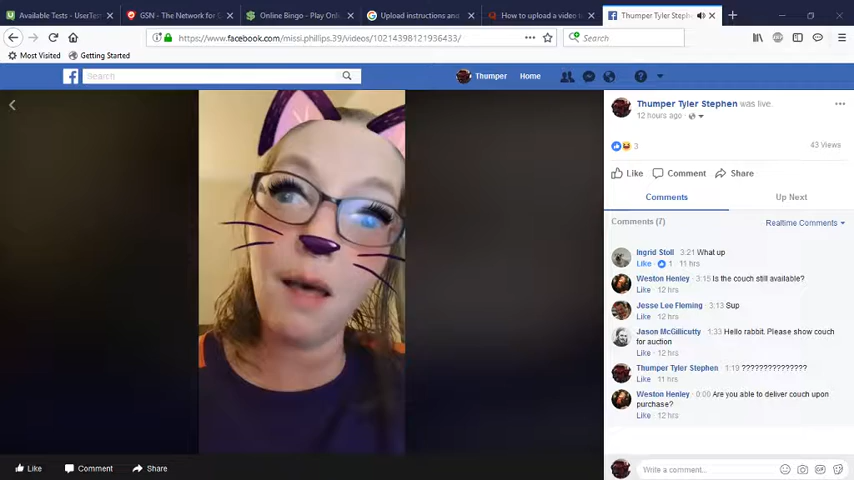 Available Tests - UserTest
GSN - The Network for G
Online Bingo - Play Onl
Upload instructions and
How to upload a video to
Thumper Tyler Stephe
https://www.facebook.com/missi.phillips.39/videos/10214398121936433/
Search
Most Visited
Getting Started
Search
Thumper
Home
Thumper Tyler Stephen was live.
12 hours ago
3
43 Views
Like
Comment
Share
Comments
Up Next
Comments (7)
Realtime Comments
Ingrid Stoll 3:21 What up
Like 1 11 hrs
Weston Henley 3:15 Is the couch still available?
Like 12 hrs
Jesse Lee Fleming 3:13 Sup
Like 12 hrs
Jason McGillicutty 1:33 Hello rabbit. Please show couch
for auction
Like 12 hrs
Thumper Tyler Stephen 1:19 ???????????????
Like 11 hrs
Weston Henley 0:00 Are you able to deliver couch upon
purchase?
Like 12 hrs
Like
Comment
Share
Write a comment...
GIF